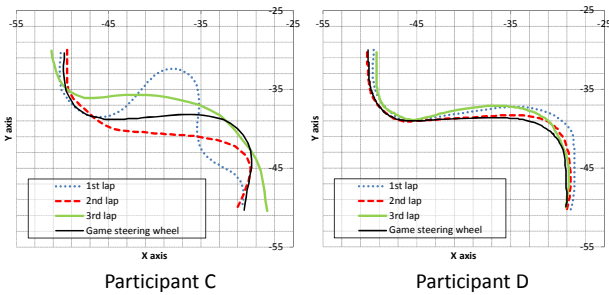 -55 -45 -35 -25
-25
-35
-45
-55
Y axis
X axis
1st lap
2nd lap
3rd lap
Game steering wheel
Participant C
-55 -45 -35 -25
-25
-35
-45
-55
Y axis
X axis
1st lap
2nd lap
3rd lap
Game steering wheel
Participant D